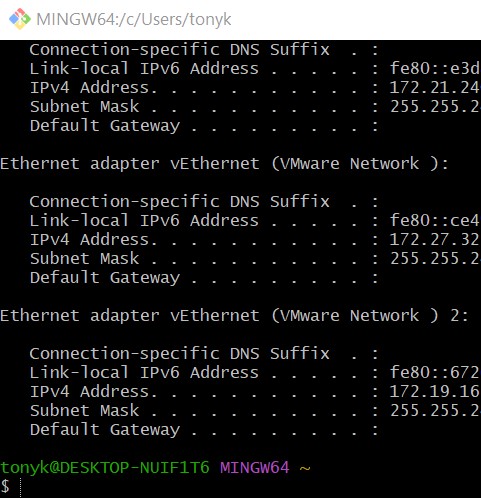 MINGW64:/c/Users/tonyk
Connection-specific DNS Suffix  . :
Link-local IPv6 Address . . . . . : fe80::e3d
IPv4 Address. . . . . . . . . . . : 172.21.24
Subnet Mask . . . . . . . . . . . : 255.255.2
Default Gateway . . . . . . . . . :
Ethernet adapter vEthernet (VMware Network ):
Connection-specific DNS Suffix  . :
Link-local IPv6 Address . . . . . : fe80::ce4
IPv4 Address. . . . . . . . . . . : 172.27.32
Subnet Mask . . . . . . . . . . . : 255.255.2
Default Gateway . . . . . . . . . :
Ethernet adapter vEthernet (VMware Network ) 2:
Connection-specific DNS Suffix  . :
Link-local IPv6 Address . . . . . : fe80::672
IPv4 Address. . . . . . . . . . . : 172.19.16
Subnet Mask . . . . . . . . . . . : 255.255.2
Default Gateway . . . . . . . . . :
tonyk@DESKTOP-NUIF1T6 MINGW64 ~
$